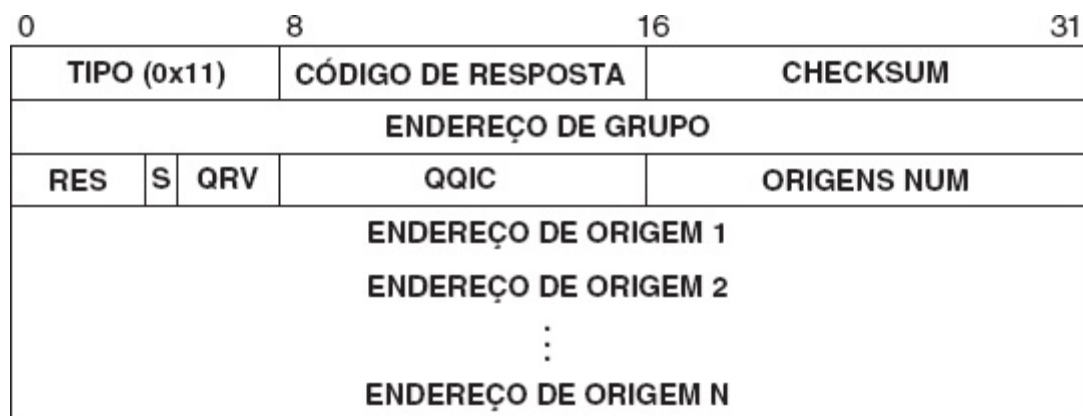 0 8 16 31
TIPO (0x11) CÓDIGO DE RESPOSTA CHECKSUM
ENDEREÇO DE GRUPO
RES S QRV QQIC ORIGENS NUM
ENDEREÇO DE ORIGEM 1
ENDEREÇO DE ORIGEM 2
⋮
ENDEREÇO DE ORIGEM N